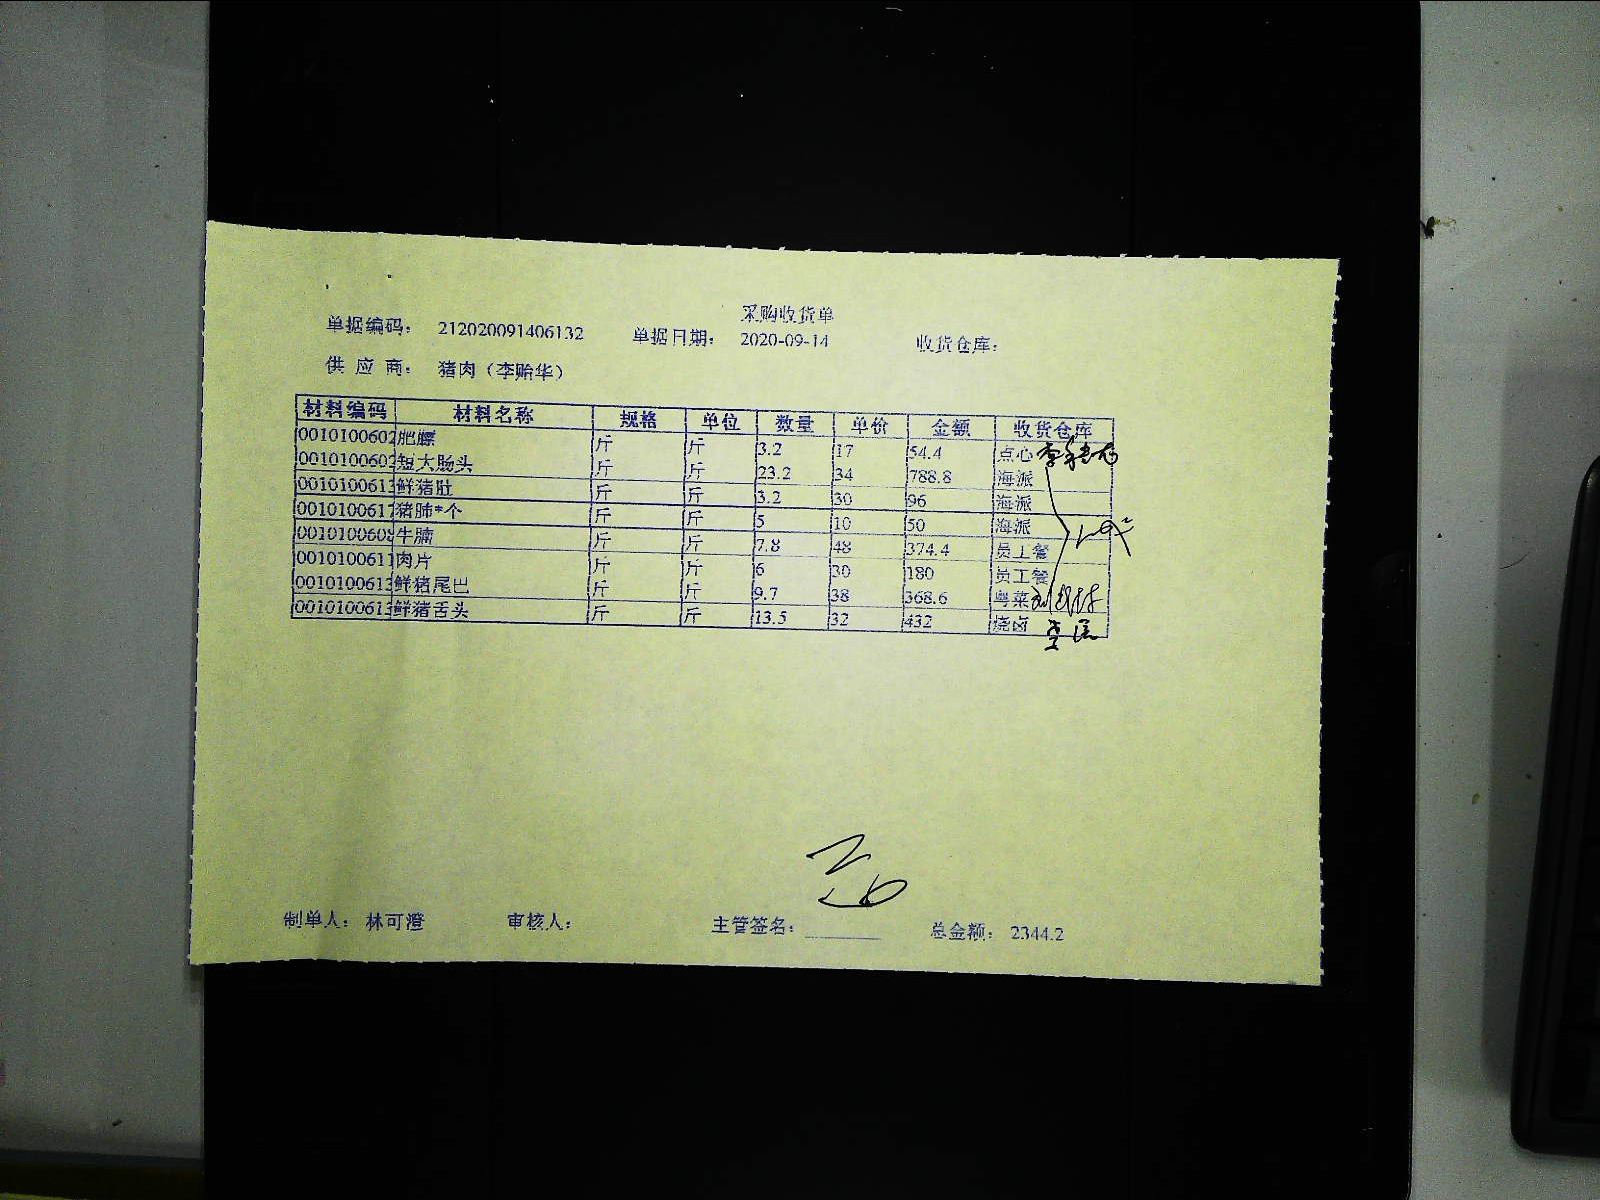 采购收货单
单据编码： 212020091406132 单据日期： 2020-09-14 收货仓库：
供 应 商： 猪肉（李贻华）
材料编码 材料名称 规格 单位 数量 单价 金额 收货仓库
0010100602 肥膘 斤 斤 3.2 17 54.4 点心
0010100602 短大肠头 斤 斤 23.2 34 788.8 海派
0010100613 鲜猪肚 斤 斤 3.2 30 96 海派
0010100617 猪肺*个 斤 斤 5 10 50 海派
0010100608 牛腩 斤 斤 7.8 48 374.4 员工餐
0010100611 肉片 斤 斤 6 30 180 员工餐
0010100613 鲜猪尾巴 斤 斤 9.7 38 368.6 粤菜
0010100613 鲜猪舌头 斤 斤 13.5 32 432 烧卤
制单人： 林可澄 审核人： 主管签名： 总金额： 2344.2